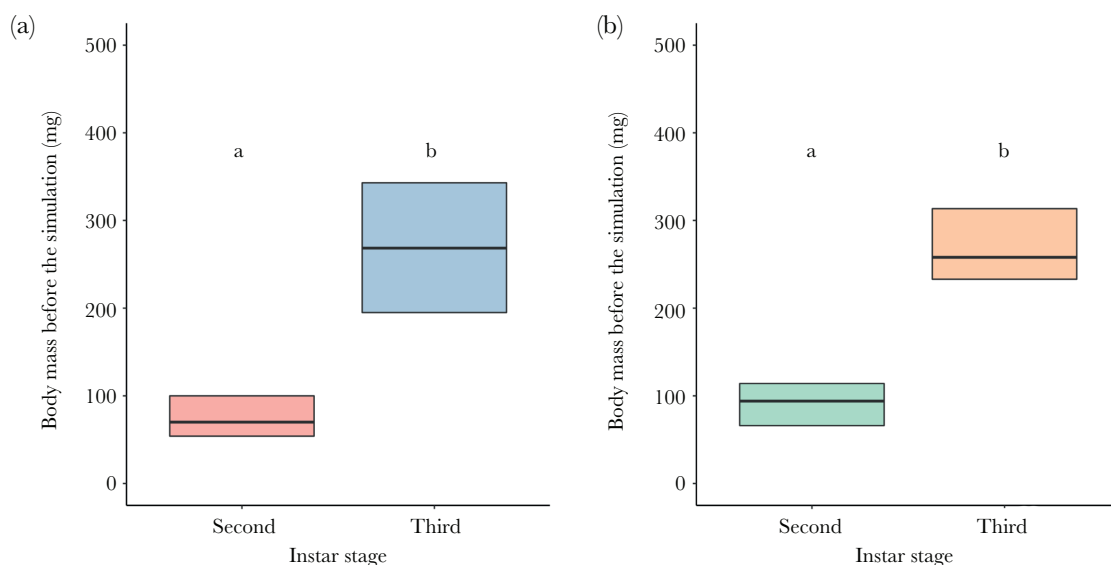 (a)
500
400
300
200
100
0
Body mass before the simulation (mg)
a
b
Second
Third
Instar stage
(b)
500
400
300
200
100
0
Body mass before the simulation (mg)
a
b
Second
Third
Instar stage